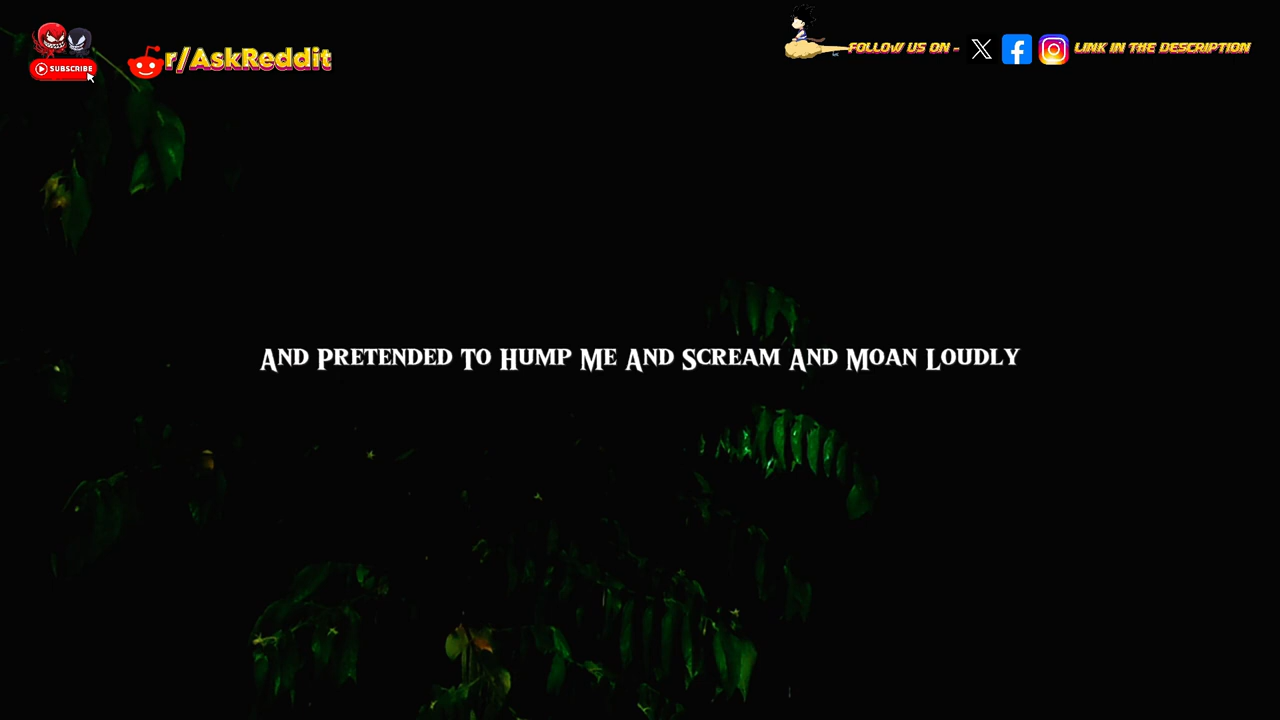 SUBSCRIBE
r/AskReddit
FOLLOW US ON -
LINK IN THE DESCRIPTION
And Pretended To Hump Me And Scream And Moan Loudly